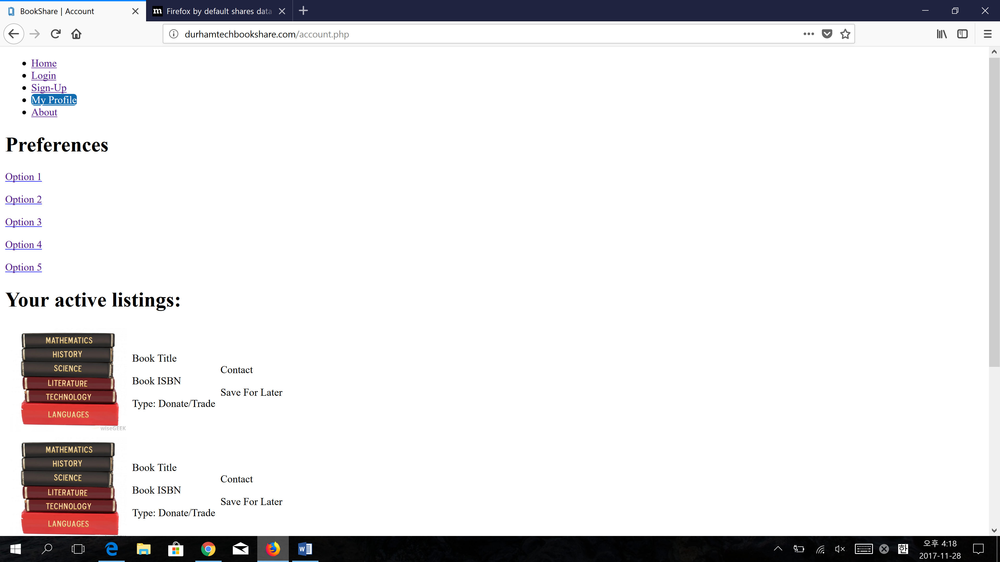 BookShare | Account
m Firefox by default shares data
durhamtechbookshare.com/account.php
Home
Login
Sign-Up
My Profile
About
Preferences
Option 1
Option 2
Option 3
Option 4
Option 5
Your active listings:
MATHEMATICS
HISTORY
SCIENCE
LITERATURE
TECHNOLOGY
LANGUAGES
wiseGEEK
Book Title
Book ISBN
Type: Donate/Trade
Contact
Save For Later
MATHEMATICS
HISTORY
SCIENCE
LITERATURE
TECHNOLOGY
LANGUAGES
Book Title
Book ISBN
Type: Donate/Trade
Contact
Save For Later
W
한
오후 4:18
2017-11-28